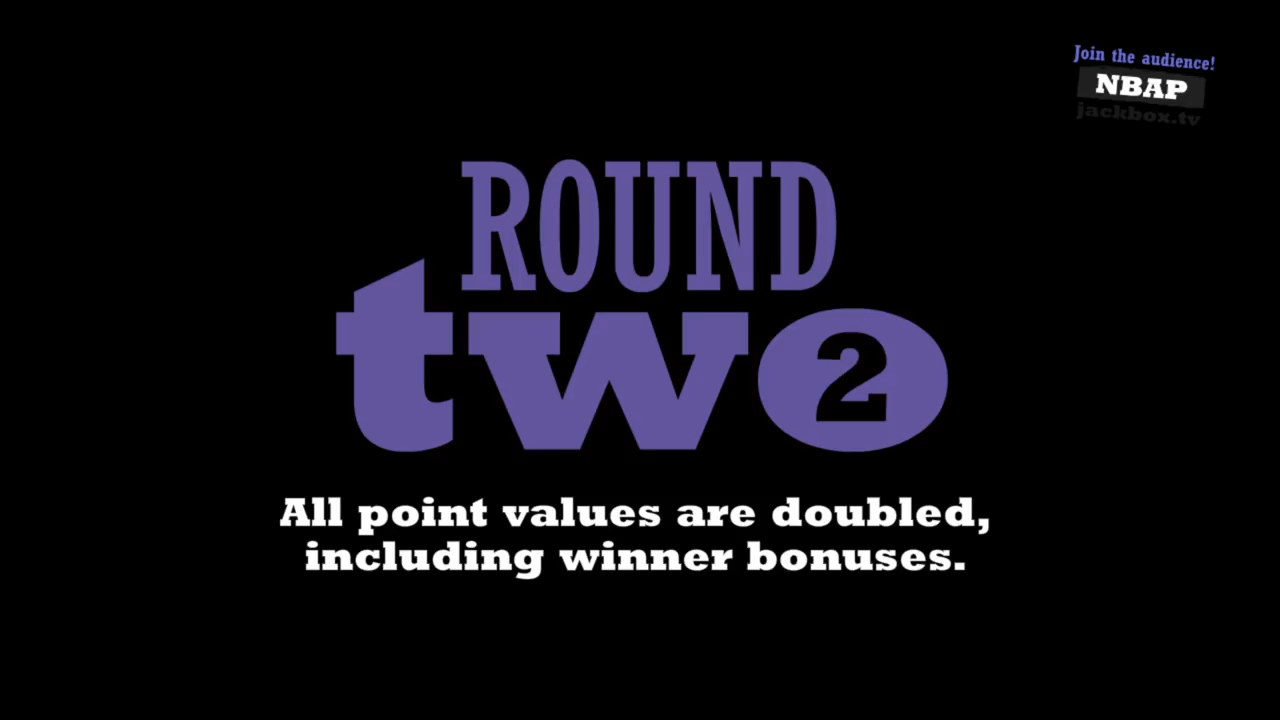 Join the audience!
NBAP
jackbox.tv
ROUND
two
2
All point values are doubled,
including winner bonuses.